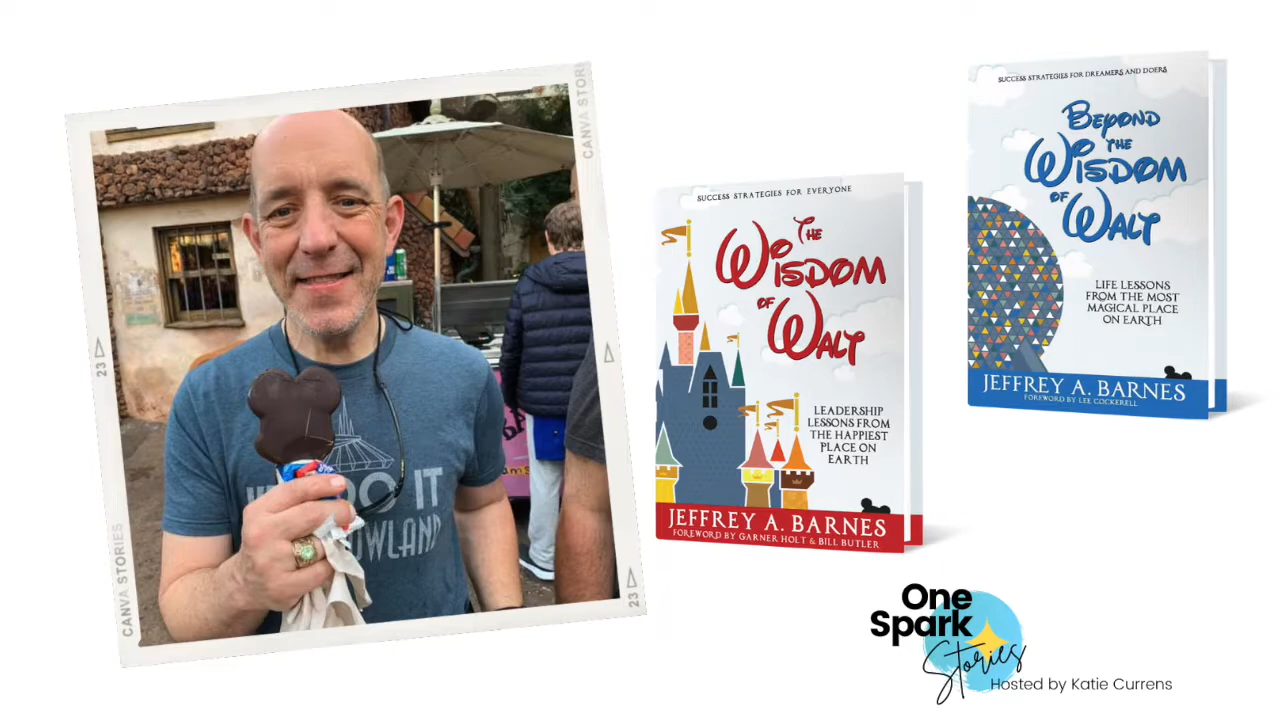 CANVA STORIES
23
CANVA STORIES
23
DO IT
SUCCESS STRATEGIES FOR EVERYONE
THE
WISDOM
OF
WALT
LEADERSHIP
LESSONS FROM
THE HAPPIEST
PLACE ON
EARTH
JEFFREY A. BARNES
FOREWORD BY GARNER HOLT & BILL BUTLER
SUCCESS STRATEGIES FOR DREAMERS AND DOERS
BEYOND
THE
WISDOM
OF
WALT
LIFE LESSONS
FROM THE MOST
MAGICAL PLACE
ON EARTH
JEFFREY A. BARNES
FOREWORD BY LEE COCKERELL
One
Spark
Stories
Hosted by Katie Currens